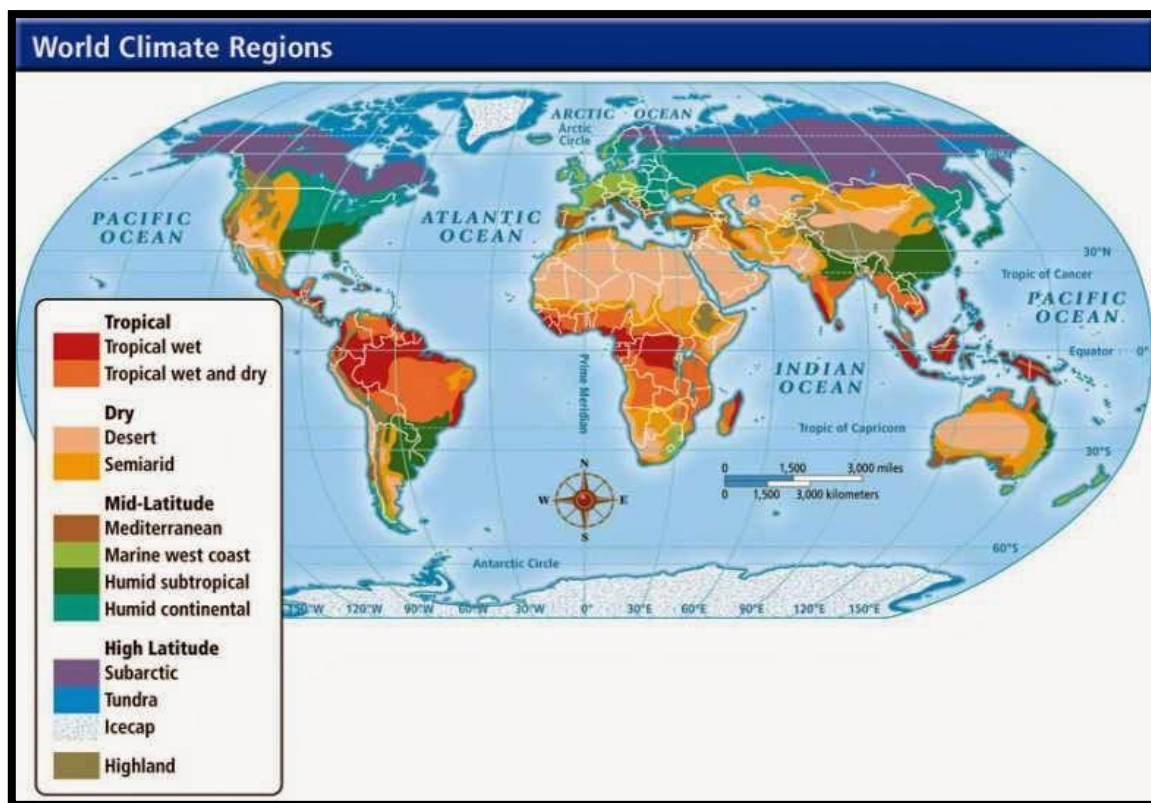 World Climate Regions
ARCTIC OCEAN
Arctic
Circle
60°N
PACIFIC
OCEAN
ATLANTIC
OCEAN
30°N
Tropic of Cancer
PACIFIC
OCEAN
Equator
0°
Prime Meridian
INDIAN
OCEAN
Tropic of Capricorn
30°S
0 1,500 3,000 miles
0 1,500 3,000 kilometers
N
W E
S
60°S
Antarctic Circle
150°W 120°W 90°W 60°W 30°W 0° 30°E 60°E 90°E 120°E 150°E
Tropical
Tropical wet
Tropical wet and dry
Dry
Desert
Semiarid
Mid-Latitude
Mediterranean
Marine west coast
Humid subtropical
Humid continental
High Latitude
Subarctic
Tundra
Icecap
Highland